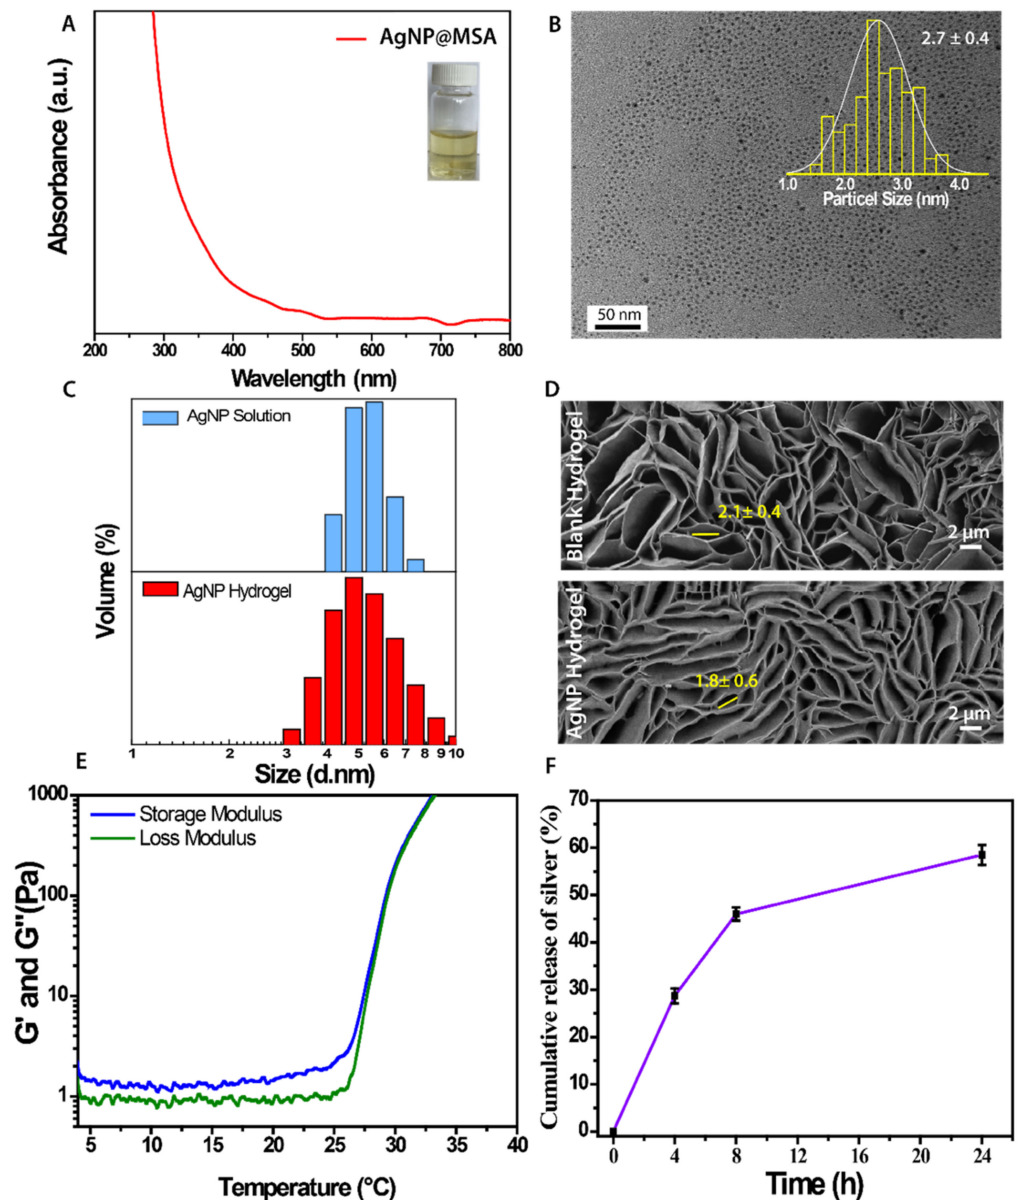 A
AgNP@MSA
Absorbance (a.u.)
200 300 400 500 600 700 800
Wavelength (nm)
B
2.7 ± 0.4
1.0 2.0 3.0 4.0
Particel Size (nm)
50 nm
C
AgNP Solution
AgNP Hydrogel
Volume (%)
1 2 3 4 5 6 7 8 9 10
Size (d.nm)
D
Blank Hydrogel
2.1± 0.4
2 μm
AgNP Hydrogel
1.8± 0.6
2 μm
E
Storage Modulus
Loss Modulus
G' and G"(Pa)
1000
100
10
1
5 10 15 20 25 30 35 40
Temperature (°C)
F
Cumulative release of silver (%)
70
60
50
40
30
20
10
0
0 4 8 12 16 20 24
Time (h)